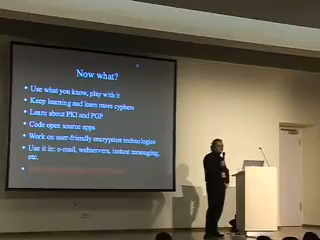 Now what?
• Use what you know, play with it
• Keep learning and learn more cyphers
• Learn about PKI and PGP
• Code open source apps
• Work on user-friendly encryption technologies
• Use it in: e-mail, webservers, instant messaging,
etc.